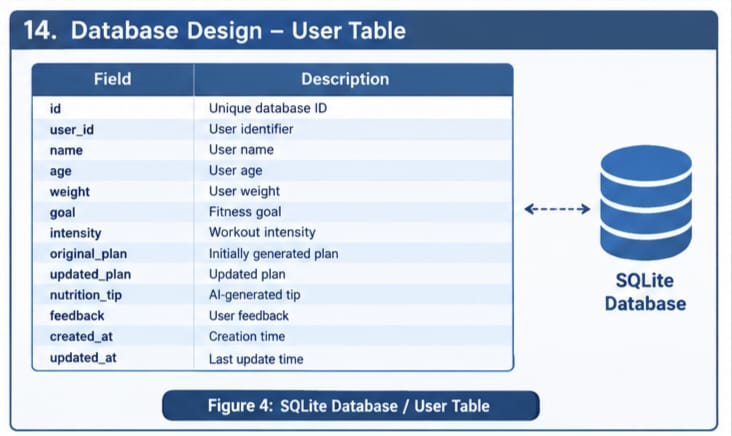 14. Database Design – User Table
Field Description
id Unique database ID
user_id User identifier
name User name
age User age
weight User weight
goal Fitness goal
intensity Workout intensity
original_plan Initially generated plan
updated_plan Updated plan
nutrition_tip AI-generated tip
feedback User feedback
created_at Creation time
updated_at Last update time
SQLite
Database
Figure 4: SQLite Database / User Table